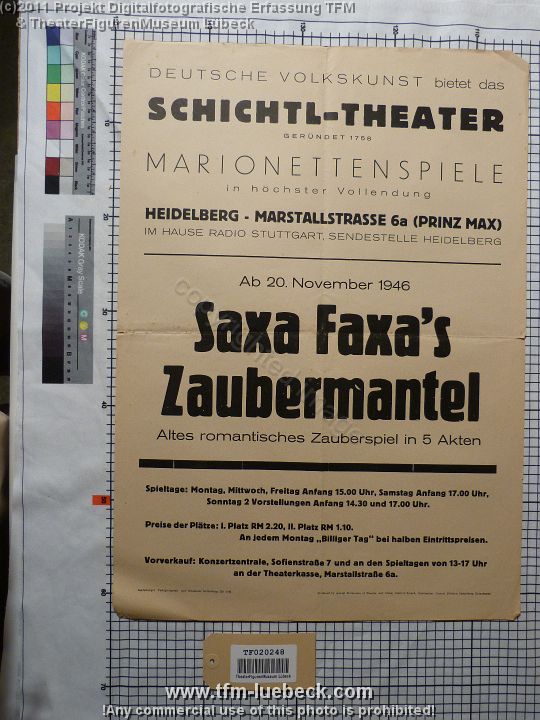 (c)2011 Projekt Digitalfotografische Erfassung TFM
& TheaterFigurenMuseum Lübeck
DEUTSCHE VOLKSKUNST bietet das
SCHICHTL-THEATER
GERÜNDET 1768
MARIONETTENSPIELE
in höchster Vollendung
HEIDELBERG - MARSTALLSTRASSE 6a (PRINZ MAX)
IM HAUSE RADIO STUTTGART, SENDESTELLE HEIDELBERG
Ab 20. November 1946
Saxa Faxa's
Zaubermantel
Altes romantisches Zauberspiel in 5 Akten
Spieltage: Montag, Mittwoch, Freitag Anfang 15.00 Uhr, Samstag Anfang 17.00 Uhr,
Sonntag 2 Vorstellungen Anfang 14.30 und 17.00 Uhr.
Preise der Plätze: I. Platz RM 2.20, II. Platz RM 1.10.
An jedem Montag „Billiger Tag" bei halben Eintrittspreisen.
Vorverkauf: Konzertzentrale, Sofienstraße 7 und an den Spieltagen von 13-17 Uhr
an der Theaterkasse, Marstallstraße 6a.
TF020248
TheaterFigurenMuseum Lübeck
www.tfm-luebeck.com
!Any commercial use of this photo is prohibited!